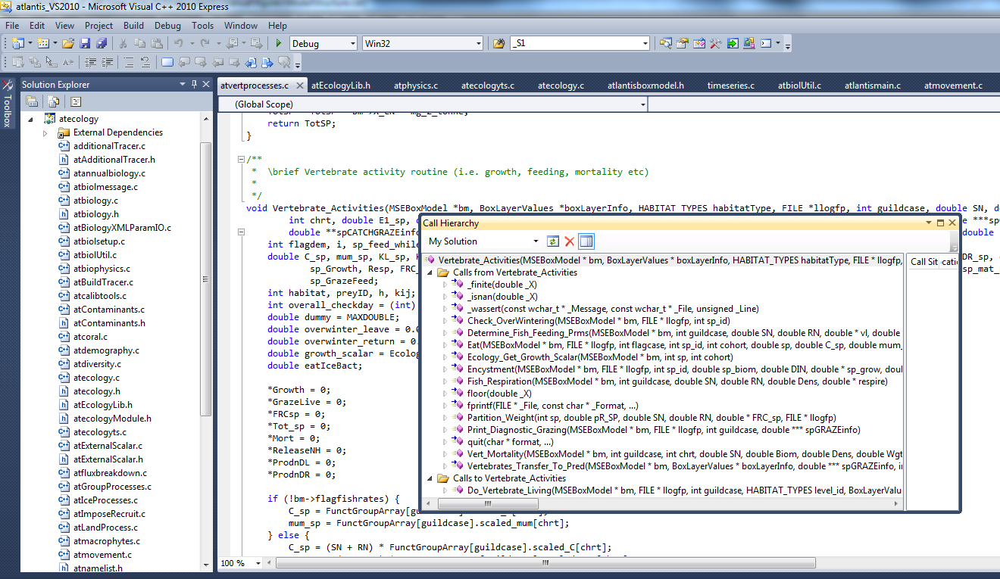 atlantis_VS2010 - Microsoft Visual C++ 2010 Express
File Edit View Project Build Debug Tools Window Help
Debug Win32 _S1
Toolbox
Solution Explorer
atecology
External Dependencies
additionalTracer.c
atAdditionalTracer.h
atannualbiology.c
atbiolmessage.c
atbiology.c
atbiology.h
atBiologyXMLParamIO.c
atbiolsetup.c
atbiolUtil.c
atbiophysics.c
atBuildTracer.c
atcalibtools.c
atContaminants.c
atContaminants.h
atcoral.c
atdemography.c
atdiversity.c
atecology.c
atecology.h
atEcologyLib.h
atecologyModule.h
atecologyts.c
atExternalScalar.c
atExternalScalar.h
atfluxbreakdown.c
atGroupProcesses.c
atIceProcesses.c
atImposeRecruit.c
atLandProcess.c
atmacrophytes.c
atmovement.c
atnamelist.h
atvertprocesses.c atEcologyLib.h atphysics.c atecologyts.c atecology.c atlantisboxmodel.h timeseries.c atbiolUtil.c atlantismain.c atmovement.c
(Global Scope)
return TotSP;
}
/**
* \brief Vertebrate activity routine (i.e. growth, feeding, mortality etc)
*
*/
void Vertebrate_Activities(MSEBoxModel *bm, BoxLayerValues *boxLayerInfo, HABITAT_TYPES habitatType, FILE *llogfp, int guildcase, double SN, d
int chrt, double E1_sp,
double **spCATCHGRAZEinfo
double
int flagdem, i, sp_feed_while
double C_sp, mum_sp, KL_sp,
DR_sp,
sp_Growth, Resp, FRC_
sp_mat_
sp_GrazeFeed;
int habitat, preyID, h, kij;
int overall_checkday = (int)
double dummy = MAXDOUBLE;
double overwinter_leave = 0.0
double overwinter_return = 0.
double growth_scalar = Ecolog
double eatIceBact;
*Growth = 0;
*GrazeLive = 0;
*FRCsp = 0;
*Tot_sp = 0;
*Mort = 0;
*ReleaseNH = 0;
*ProdnDL = 0;
*ProdnDR = 0;
if (!bm->flagfishrates) {
C_sp = FunctGroupArray[
mum_sp = FunctGroupArray[guildcase].scaled_mum[chrt];
} else {
C_sp = (SN + RN) * FunctGroupArray[guildcase].scaled_C[chrt];
100 %
Call Hierarchy
My Solution
Vertebrate_Activities(MSEBoxModel * bm, BoxLayerValues * boxLayerInfo, HABITAT_TYPES habitatType, FILE * llogfp,
Call Sit
Calls from Vertebrate_Activities
_finite(double _X)
_isnan(double _X)
_wassert(const wchar_t * _Message, const wchar_t * _File, unsigned _Line)
Check_OverWintering(MSEBoxModel * bm, FILE * llogfp, int sp_id)
Determine_Fish_Feeding_Prms(MSEBoxModel * bm, int guildcase, double SN, double RN, double * vl, double
Eat(MSEBoxModel * bm, FILE * llogfp, int flagcase, int sp_id, int cohort, double sp, double C_sp, double mum_
Ecology_Get_Growth_Scalar(MSEBoxModel * bm, int sp, int cohort)
Encystment(MSEBoxModel * bm, FILE * llogfp, int sp_id, double sp_biom, double DIN, double * sp_grow, doul
Fish_Respiration(MSEBoxModel * bm, int guildcase, double SN, double RN, double Dens, double * respire)
floor(double _X)
fprintf(FILE * _File, const char * _Format, ...)
Partition_Weight(int sp, double pR_SP, double SN, double RN, double * FRC_sp, FILE * llogfp)
Print_Diagnostic_Grazing(MSEBoxModel * bm, FILE * llogfp, int guildcase, double *** spGRAZEinfo)
quit(char * format, ...)
Vert_Mortality(MSEBoxModel * bm, int guildcase, int chrt, double SN, double Biom, double Dens, double Wgt
Vertebrates_Transfer_To_Pred(MSEBoxModel * bm, BoxLayerValues * boxLayerInfo, double *** spGRAZEinfo, i
Calls to Vertebrate_Activities
Do_Vertebrate_Living(MSEBoxModel * bm, FILE * llogfp, int guildcase, HABITAT_TYPES level_id, BoxLayerValu